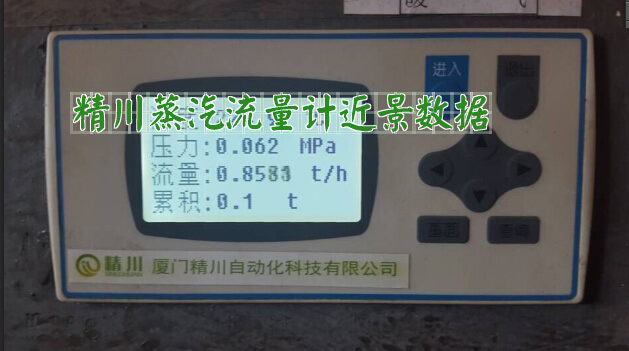 进入
精川蒸汽流量计近景数据
压力:0.062 MPa
流量: t/h
累积:0.1 t
精川 厦门精川自动化科技有限公司